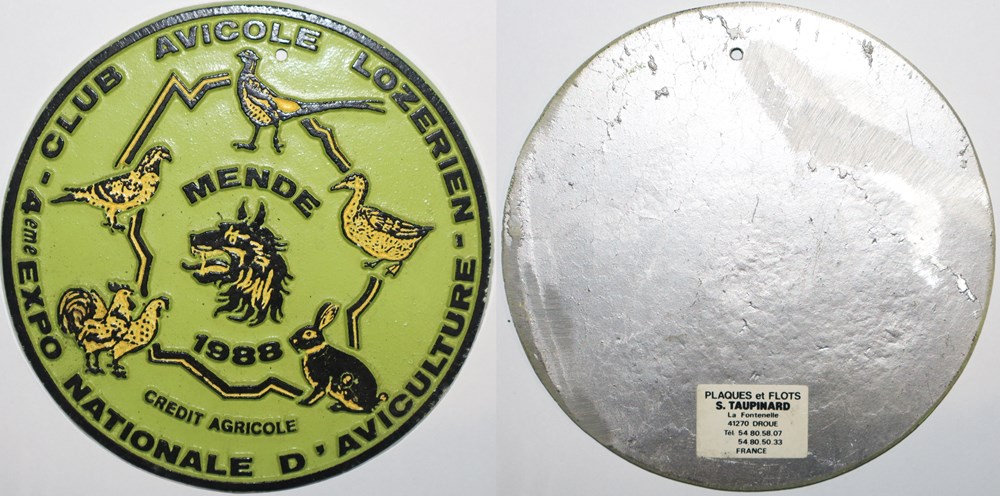 CLUB AVICOLE LOZERIEN -
- 4eme EXPO NATIONALE D'AVICULTURE
MENDE
1988
CREDIT AGRICOLE
PLAQUES et FLOTS
S. TAUPINARD
La Fontenelle
41270 DROUE
Tél. 54 80.58.07
54 80.50.33
FRANCE